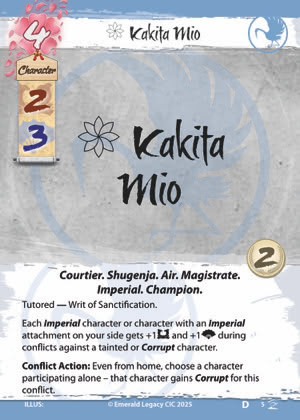 Kakita Mio
4
Character
2
3
Kakita
Mio
2
Courtier. Shugenja. Air. Magistrate.
Imperial. Champion.
Tutored — Writ of Sanctification.
Each Imperial character or character with an Imperial
attachment on your side gets +1 and +1 during
conflicts against a tainted or Corrupt character.
Conflict Action: Even from home, choose a character
participating alone – that character gains Corrupt for this
conflict.
ILLUS: © Emerald Legacy CIC 2025 D 5